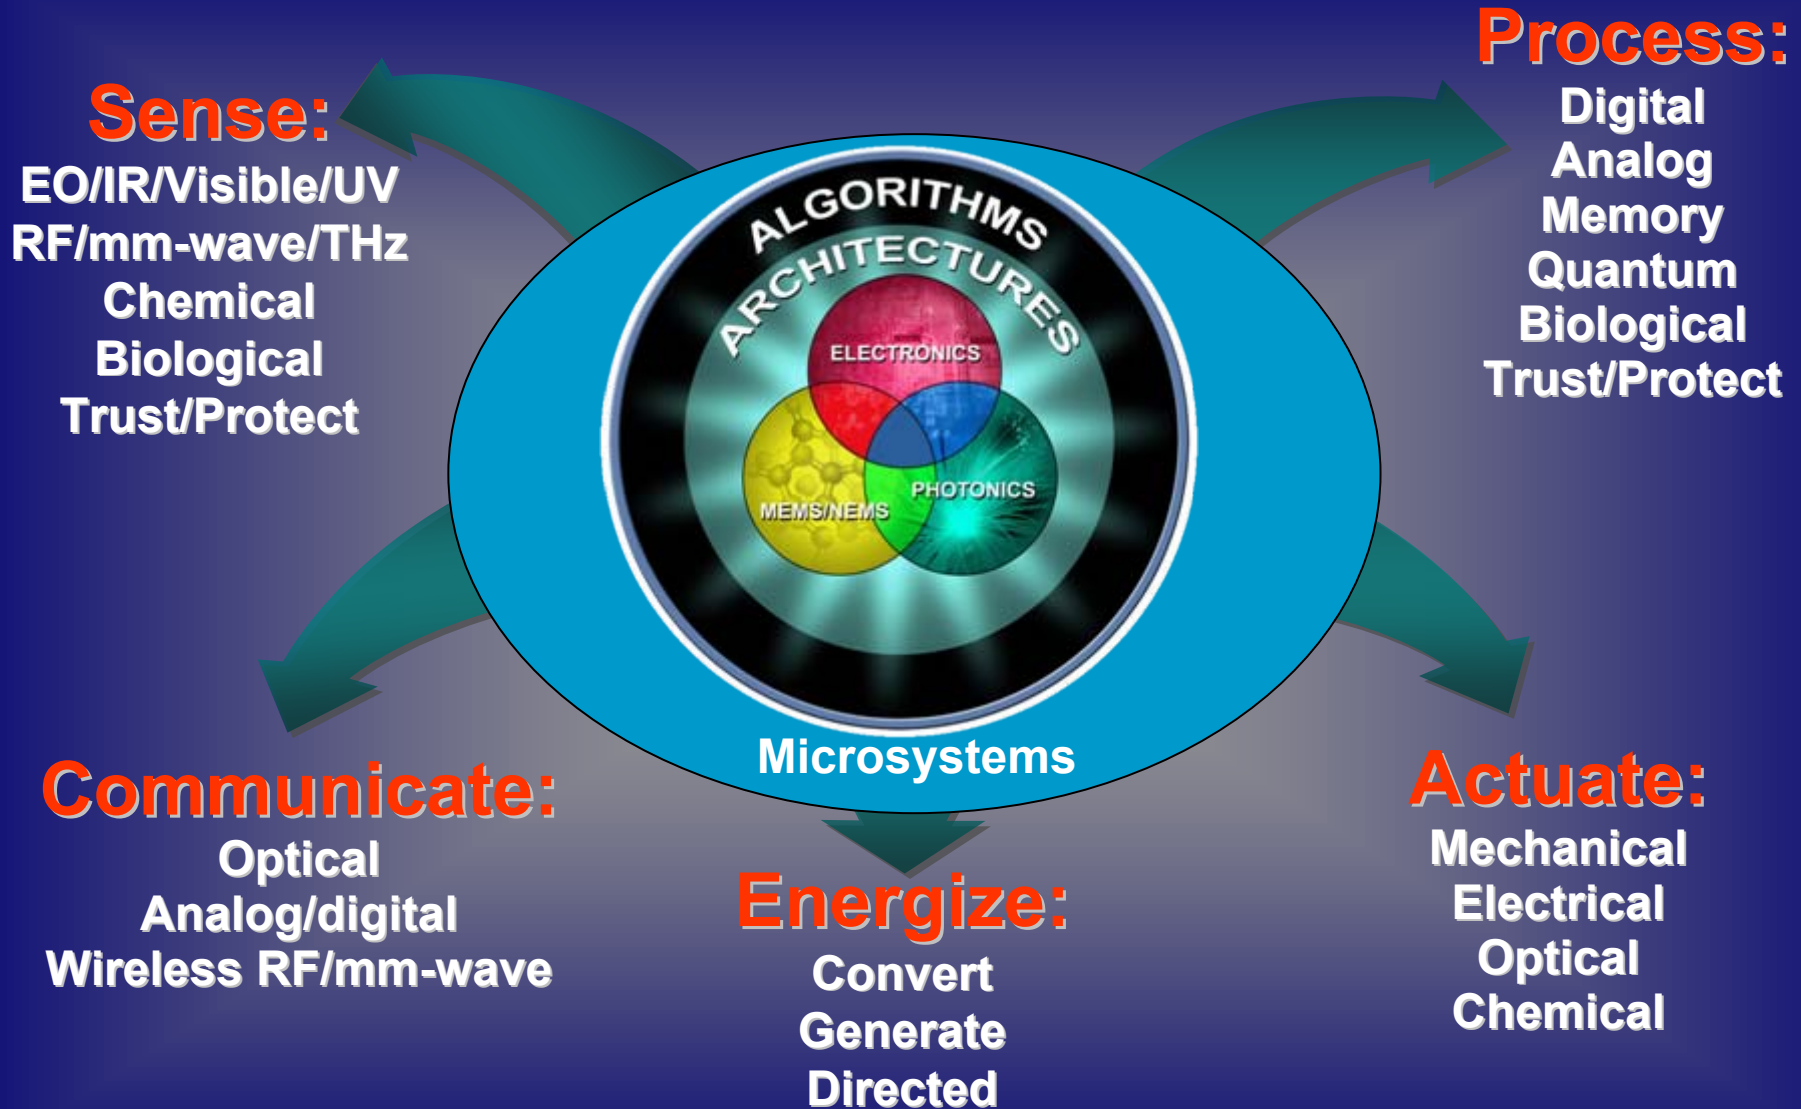 Sense:
EO/IR/Visible/UV
RF/mm-wave/THz
Chemical
Biological
Trust/Protect
Process:
Digital
Analog
Memory
Quantum
Biological
Trust/Protect
ALGORITHMS
ARCHITECTURES
ELECTRONICS
MEMS/NEMS
PHOTONICS
Microsystems
Communicate:
Optical
Analog/digital
Wireless RF/mm-wave
Energize:
Convert
Generate
Directed
Actuate:
Mechanical
Electrical
Optical
Chemical